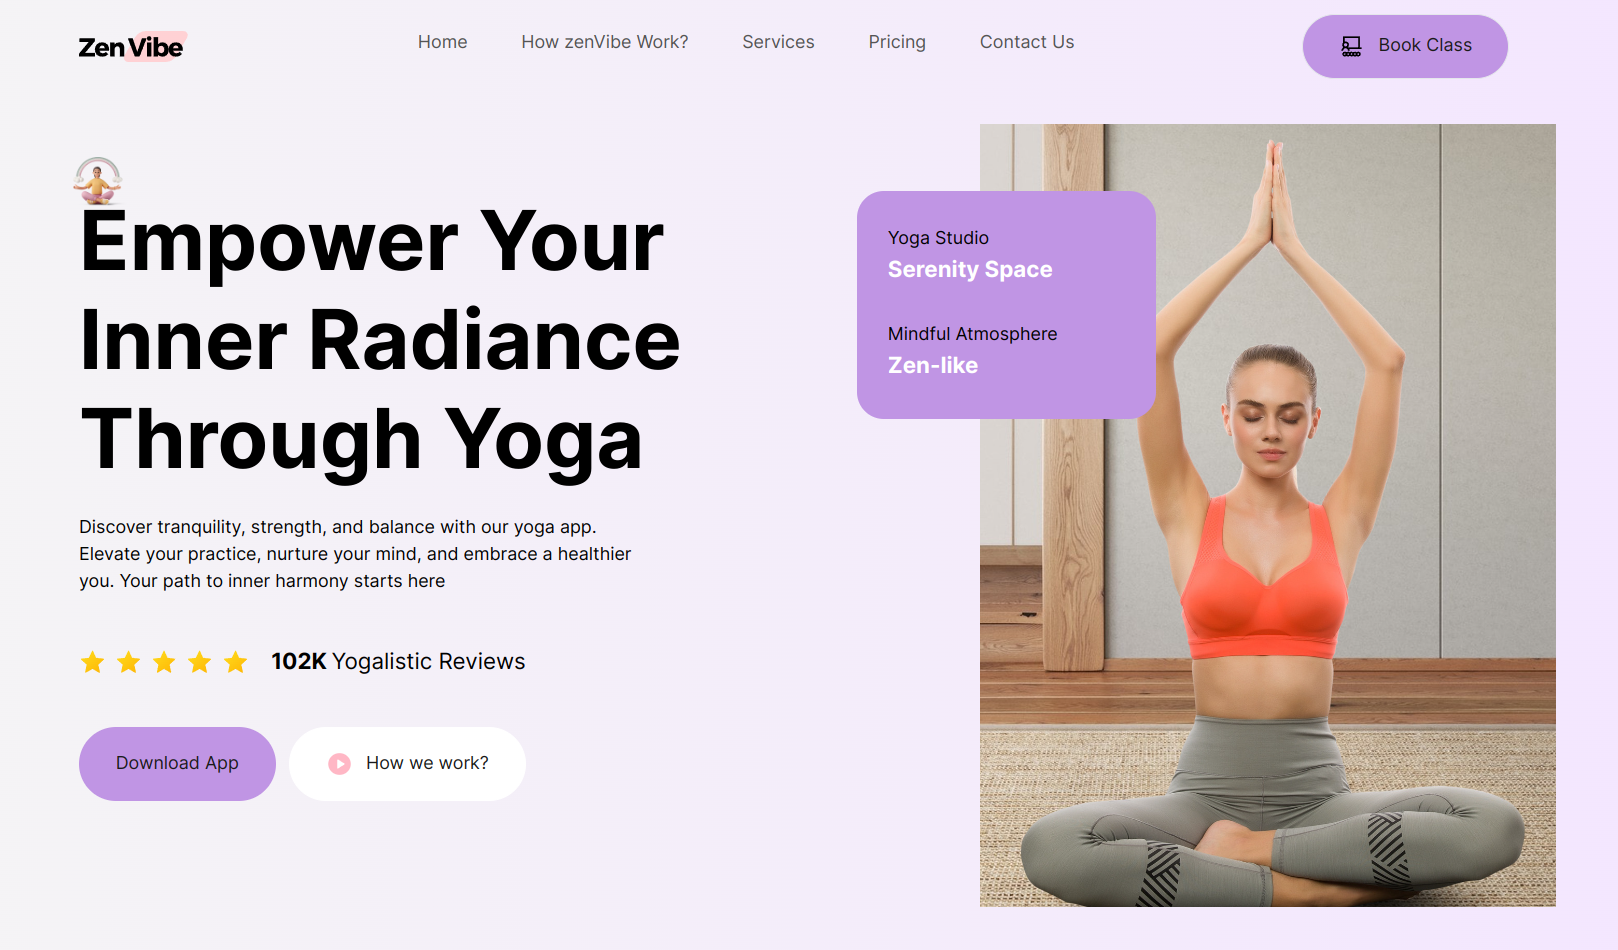 Zen Vibe
Home
How zenVibe Work?
Services
Pricing
Contact Us
Book Class
Empower Your
Inner Radiance
Through Yoga
Discover tranquility, strength, and balance with our yoga app.
Elevate your practice, nurture your mind, and embrace a healthier
you. Your path to inner harmony starts here
102K Yogalistic Reviews
Download App
How we work?
Yoga Studio
Serenity Space
Mindful Atmosphere
Zen-like